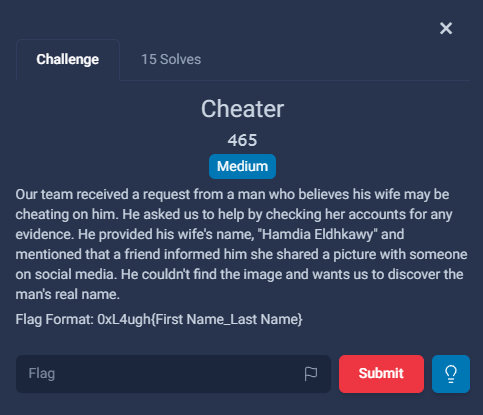 ×
Challenge
15 Solves
Cheater
465
Medium
Our team received a request from a man who believes his wife may be
cheating on him. He asked us to help by checking her accounts for any
evidence. He provided his wife's name, "Hamdia Eldhkawy" and
mentioned that a friend informed him she shared a picture with someone
on social media. He couldn't find the image and wants us to discover the
man's real name.
Flag Format: 0xL4ugh{First Name_Last Name}
Flag
Submit